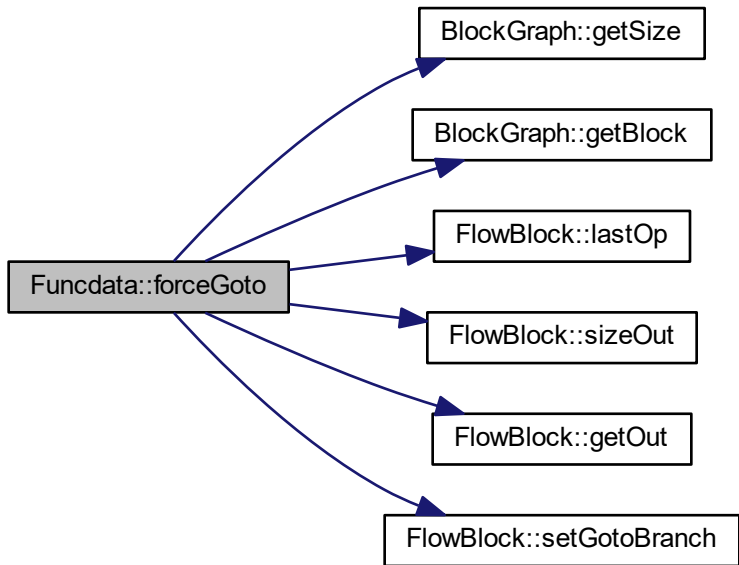 BlockGraph::getSize
BlockGraph::getBlock
FlowBlock::lastOp
Funcdata::forceGoto
FlowBlock::sizeOut
FlowBlock::getOut
FlowBlock::setGotoBranch